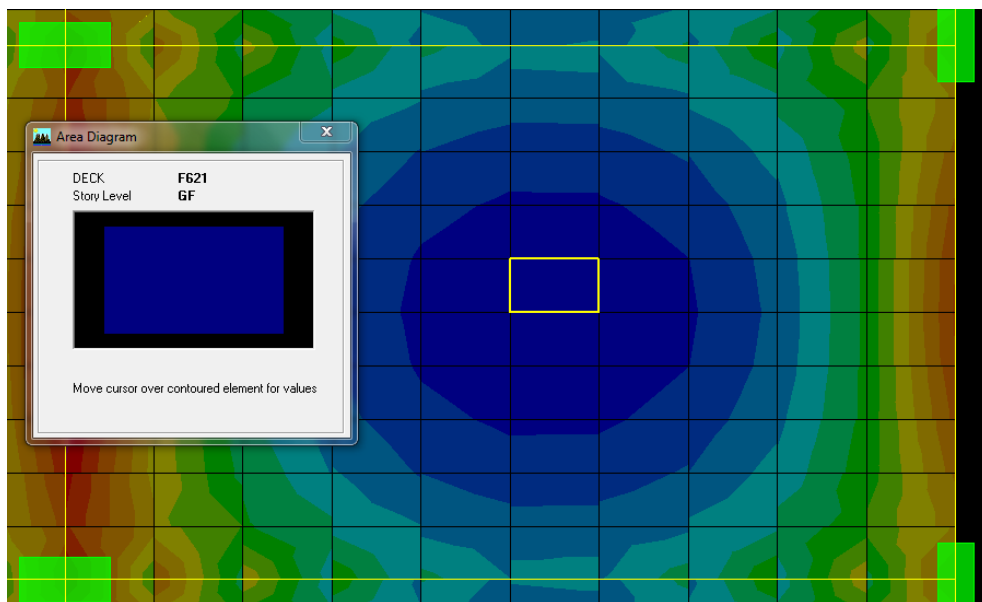 Area Diagram
DECK F621
Story Level GF
Move cursor over contoured element for values